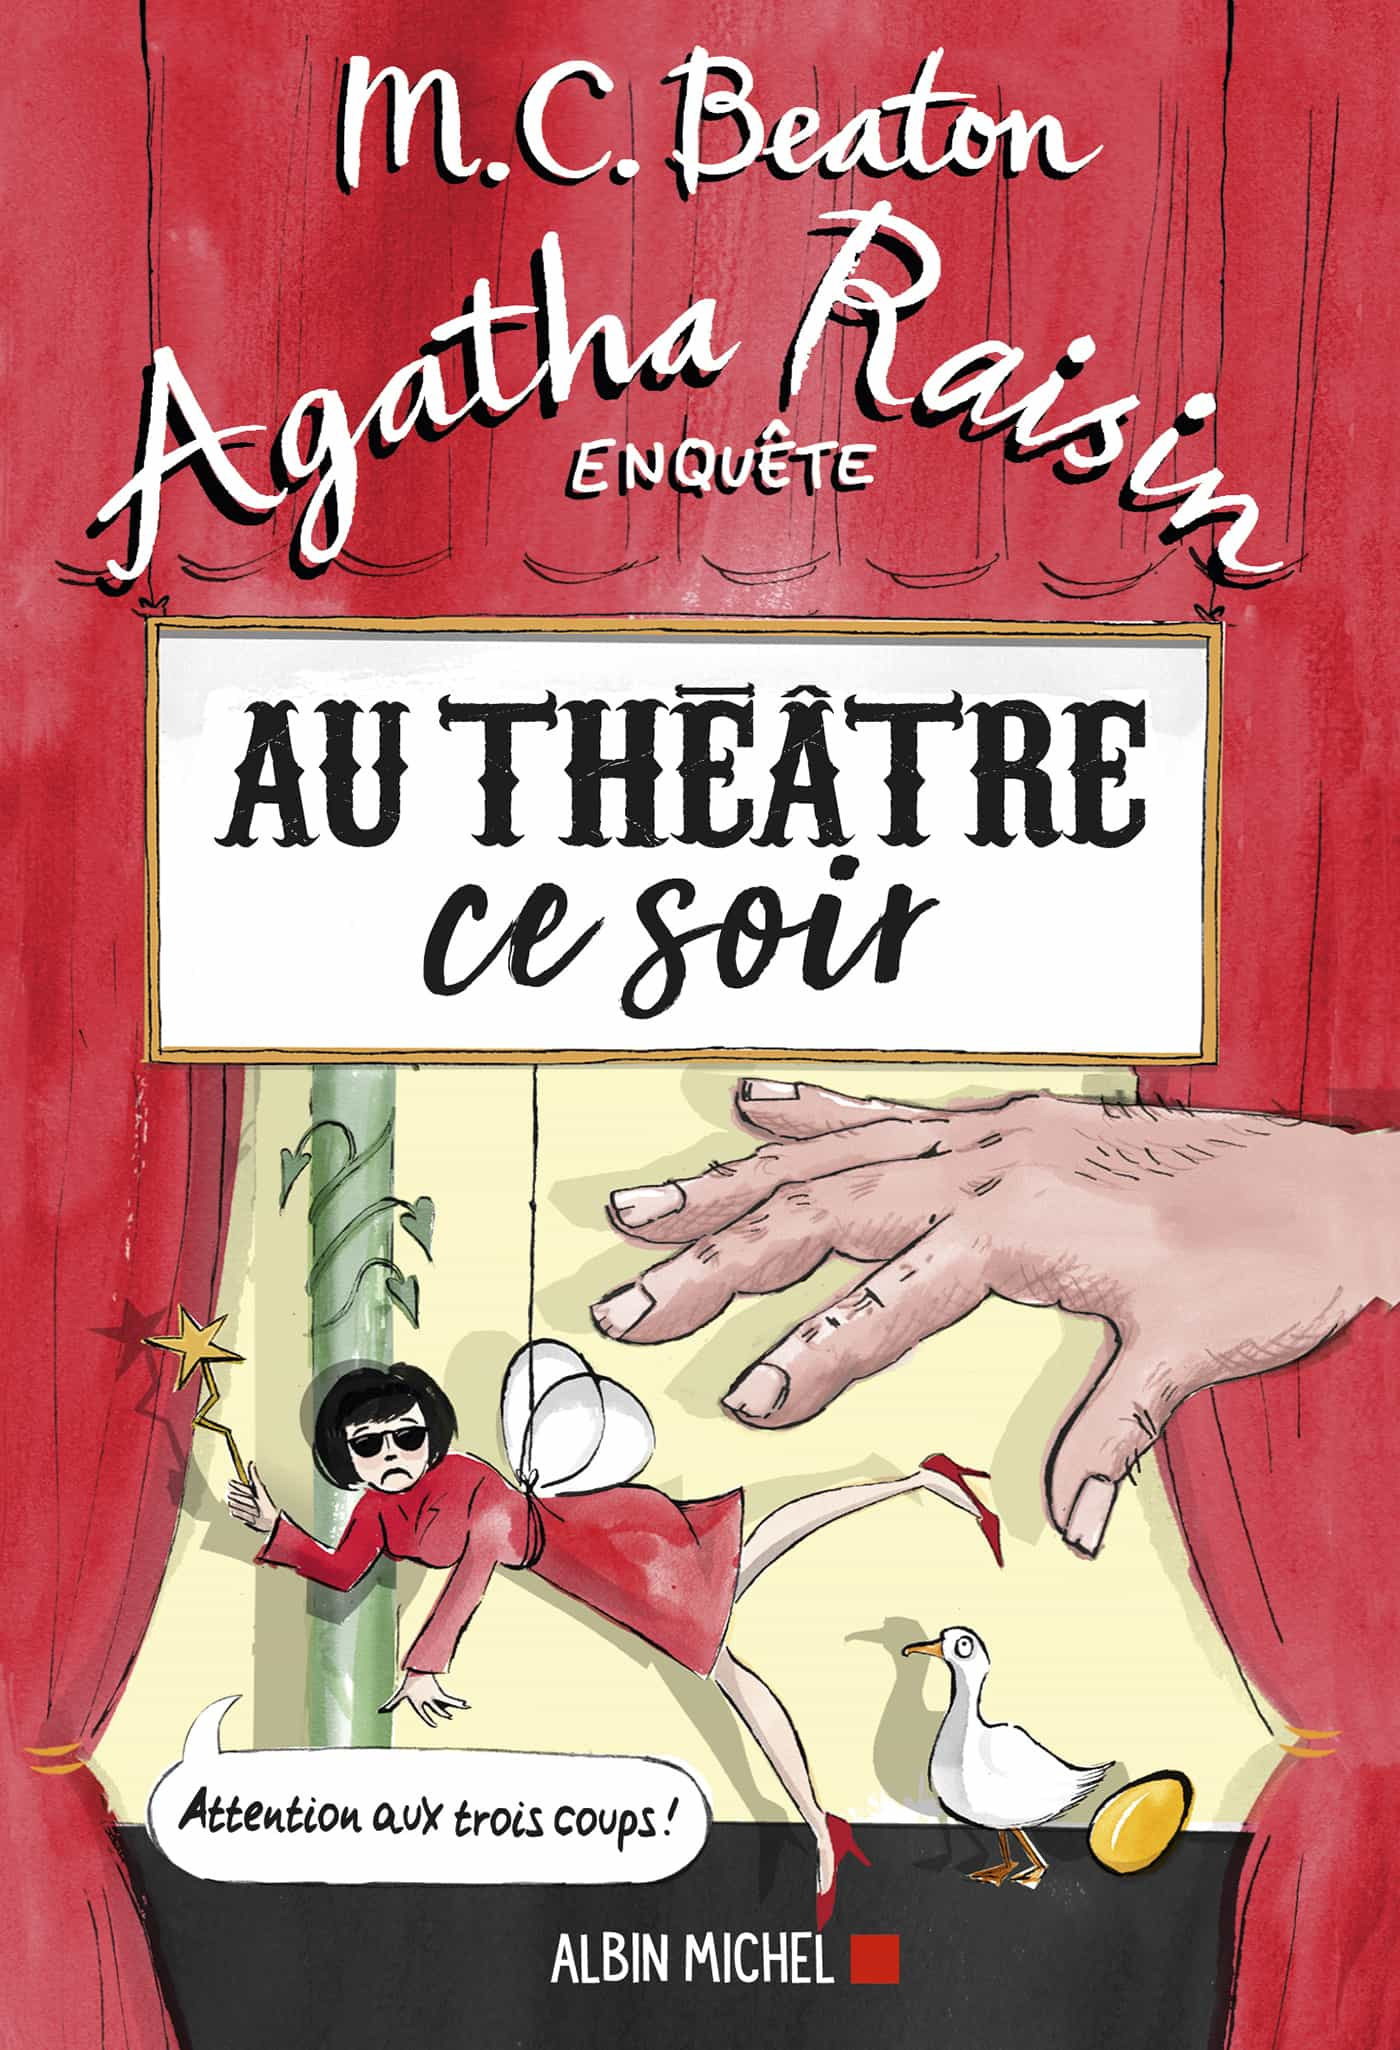 M.C. Beaton
Agatha Raisin
ENQUÊTE
AU THÉÂTRE
ce soir
Attention aux trois coups!
ALBIN MICHEL